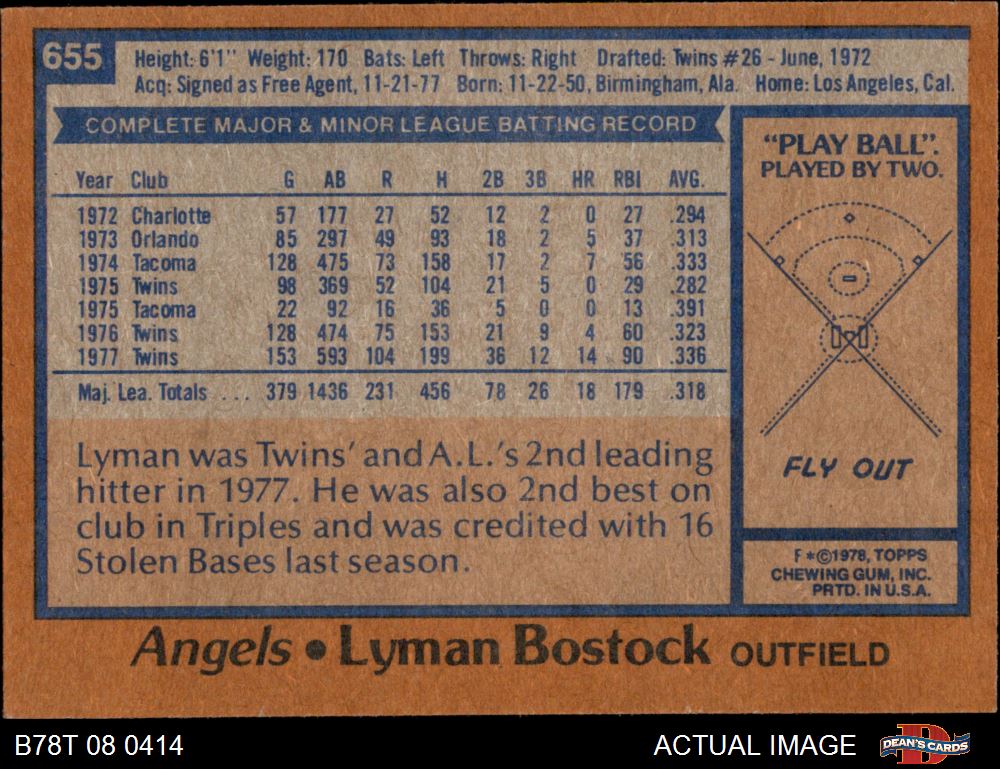 655
Height: 6'1" Weight: 170 Bats: Left Throws: Right Drafted: Twins #26 - June, 1972
Acq: Signed as Free Agent, 11-21-77 Born: 11-22-50, Birmingham, Ala. Home: Los Angeles, Cal.
COMPLETE MAJOR & MINOR LEAGUE BATTING RECORD
Year Club G AB R H 2B 3B HR RBI AVG.
1972 Charlotte 57 177 27 52 12 2 0 27 .294
1973 Orlando 85 297 49 93 18 2 5 37 .313
1974 Tacoma 128 475 73 158 17 2 7 56 .333
1975 Twins 98 369 52 104 21 5 0 29 .282
1975 Tacoma 22 92 16 36 5 0 0 13 .391
1976 Twins 128 474 75 153 21 9 4 60 .323
1977 Twins 153 593 104 199 36 12 14 90 .336
Maj. Lea. Totals ... 379 1436 231 456 78 26 18 179 .318
Lyman was Twins' and A.L.'s 2nd leading
hitter in 1977. He was also 2nd best on
club in Triples and was credited with 16
Stolen Bases last season.
"PLAY BALL".
PLAYED BY TWO.
FLY OUT
F*©1978, TOPPS
CHEWING GUM, INC.
PRTD. IN U.S.A.
Angels • Lyman Bostock OUTFIELD
B78T 08 0414
ACTUAL IMAGE
DEAN'S CARDS